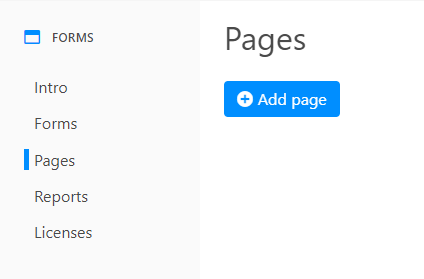 FORMS
Intro
Forms
Pages
Reports
Licenses
Pages
Add page